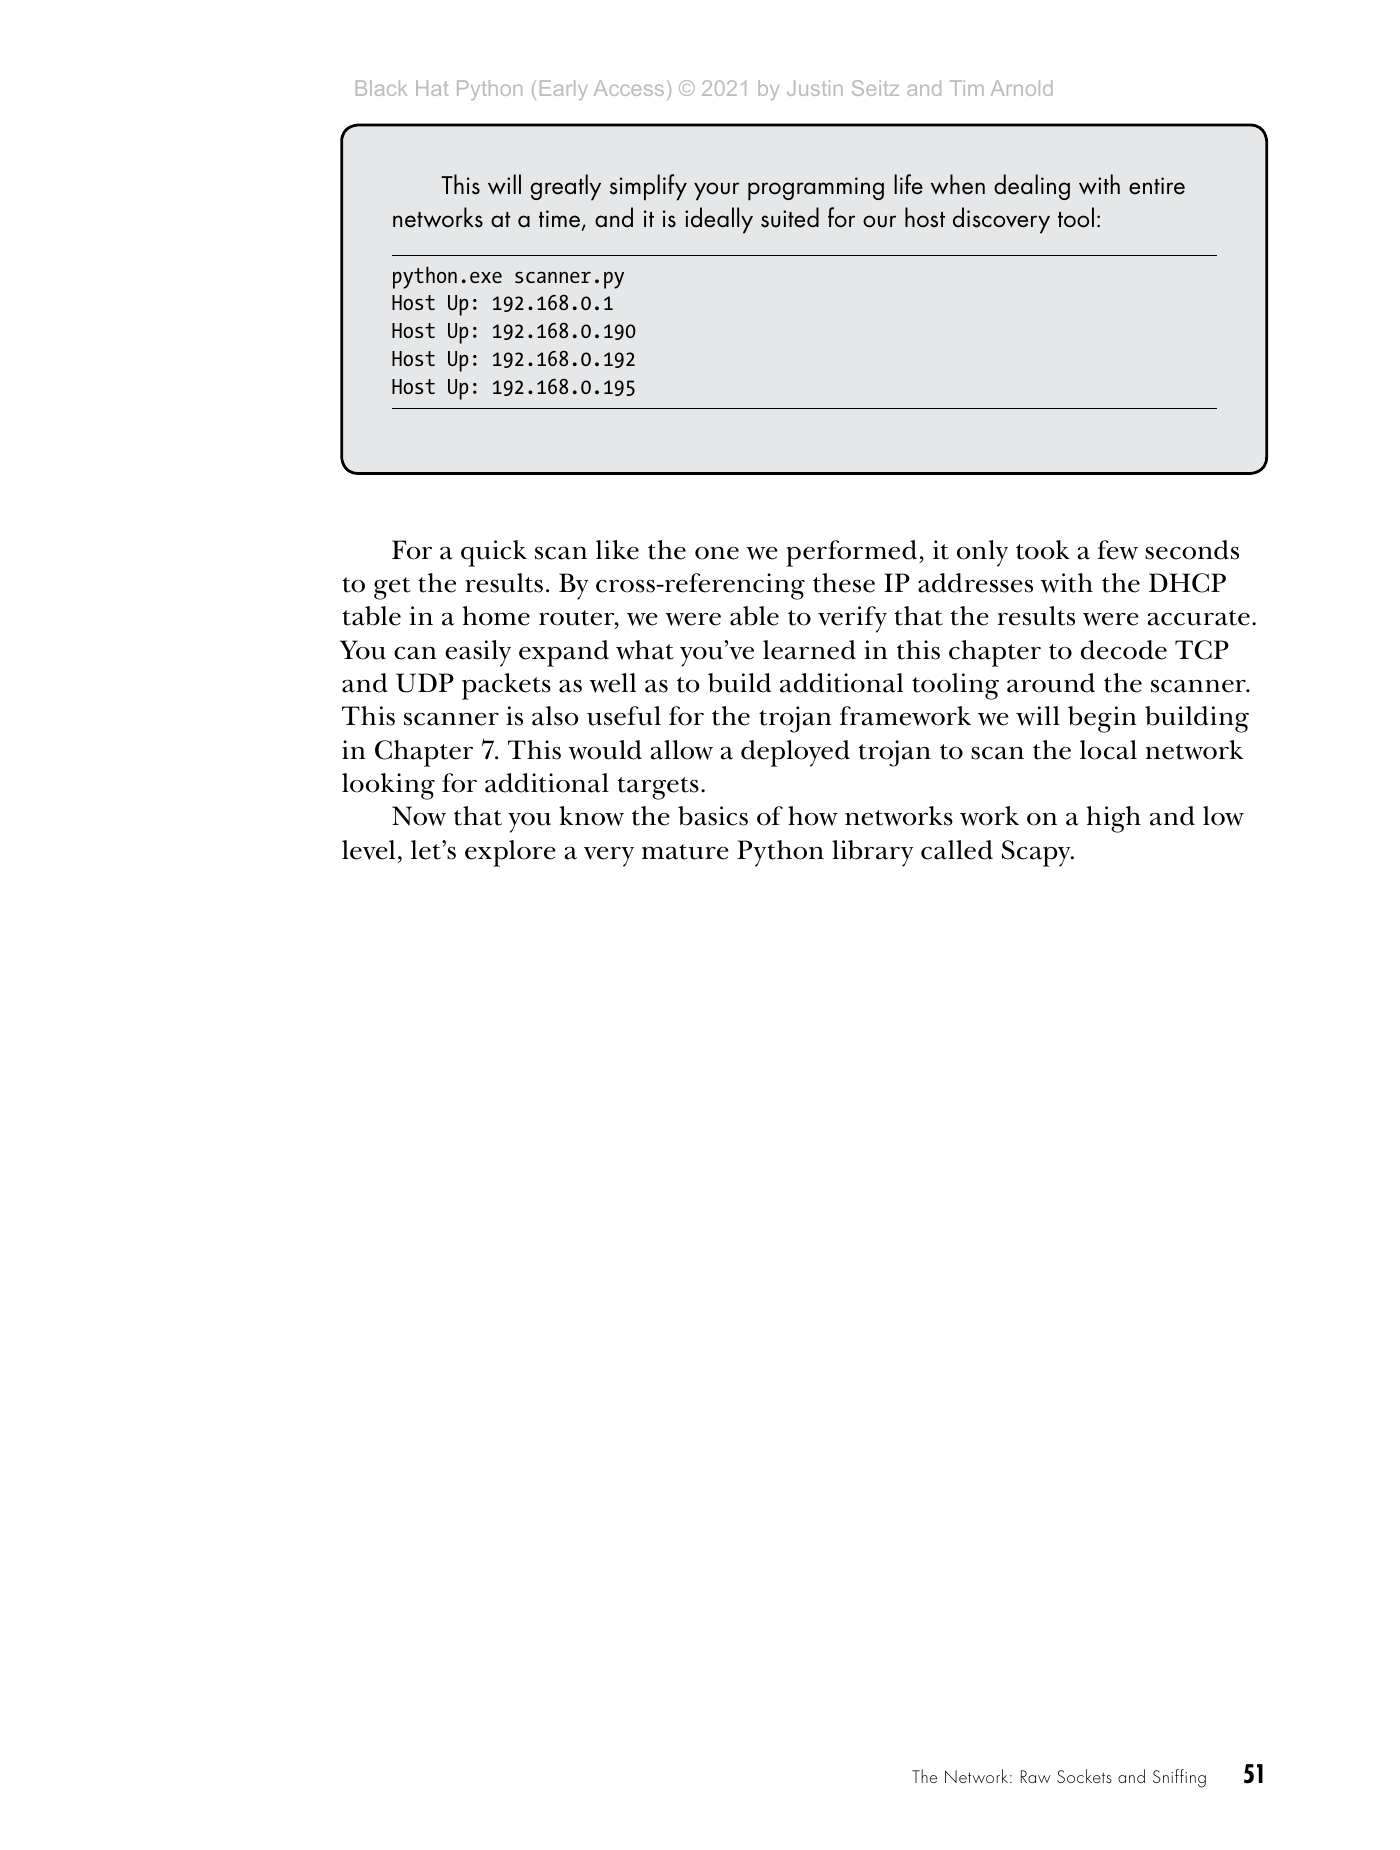 Black Hat Python (Early Access) © 2021 by Justin Seitz and Tim Arnold
This will greatly simplify your programming life when dealing with entire
networks at a time, and it is ideally suited for our host discovery tool:
python.exe scanner.py
Host Up: 192.168.0.1
Host Up: 192.168.0.190
Host Up: 192.168.0.192
Host Up: 192.168.0.195
For a quick scan like the one we performed, it only took a few seconds
to get the results. By cross-referencing these IP addresses with the DHCP
table in a home router, we were able to verify that the results were accurate.
You can easily expand what you’ve learned in this chapter to decode TCP
and UDP packets as well as to build additional tooling around the scanner.
This scanner is also useful for the trojan framework we will begin building
in Chapter 7. This would allow a deployed trojan to scan the local network
looking for additional targets.
Now that you know the basics of how networks work on a high and low
level, let’s explore a very mature Python library called Scapy.
The Network: Raw Sockets and Sniffing 51